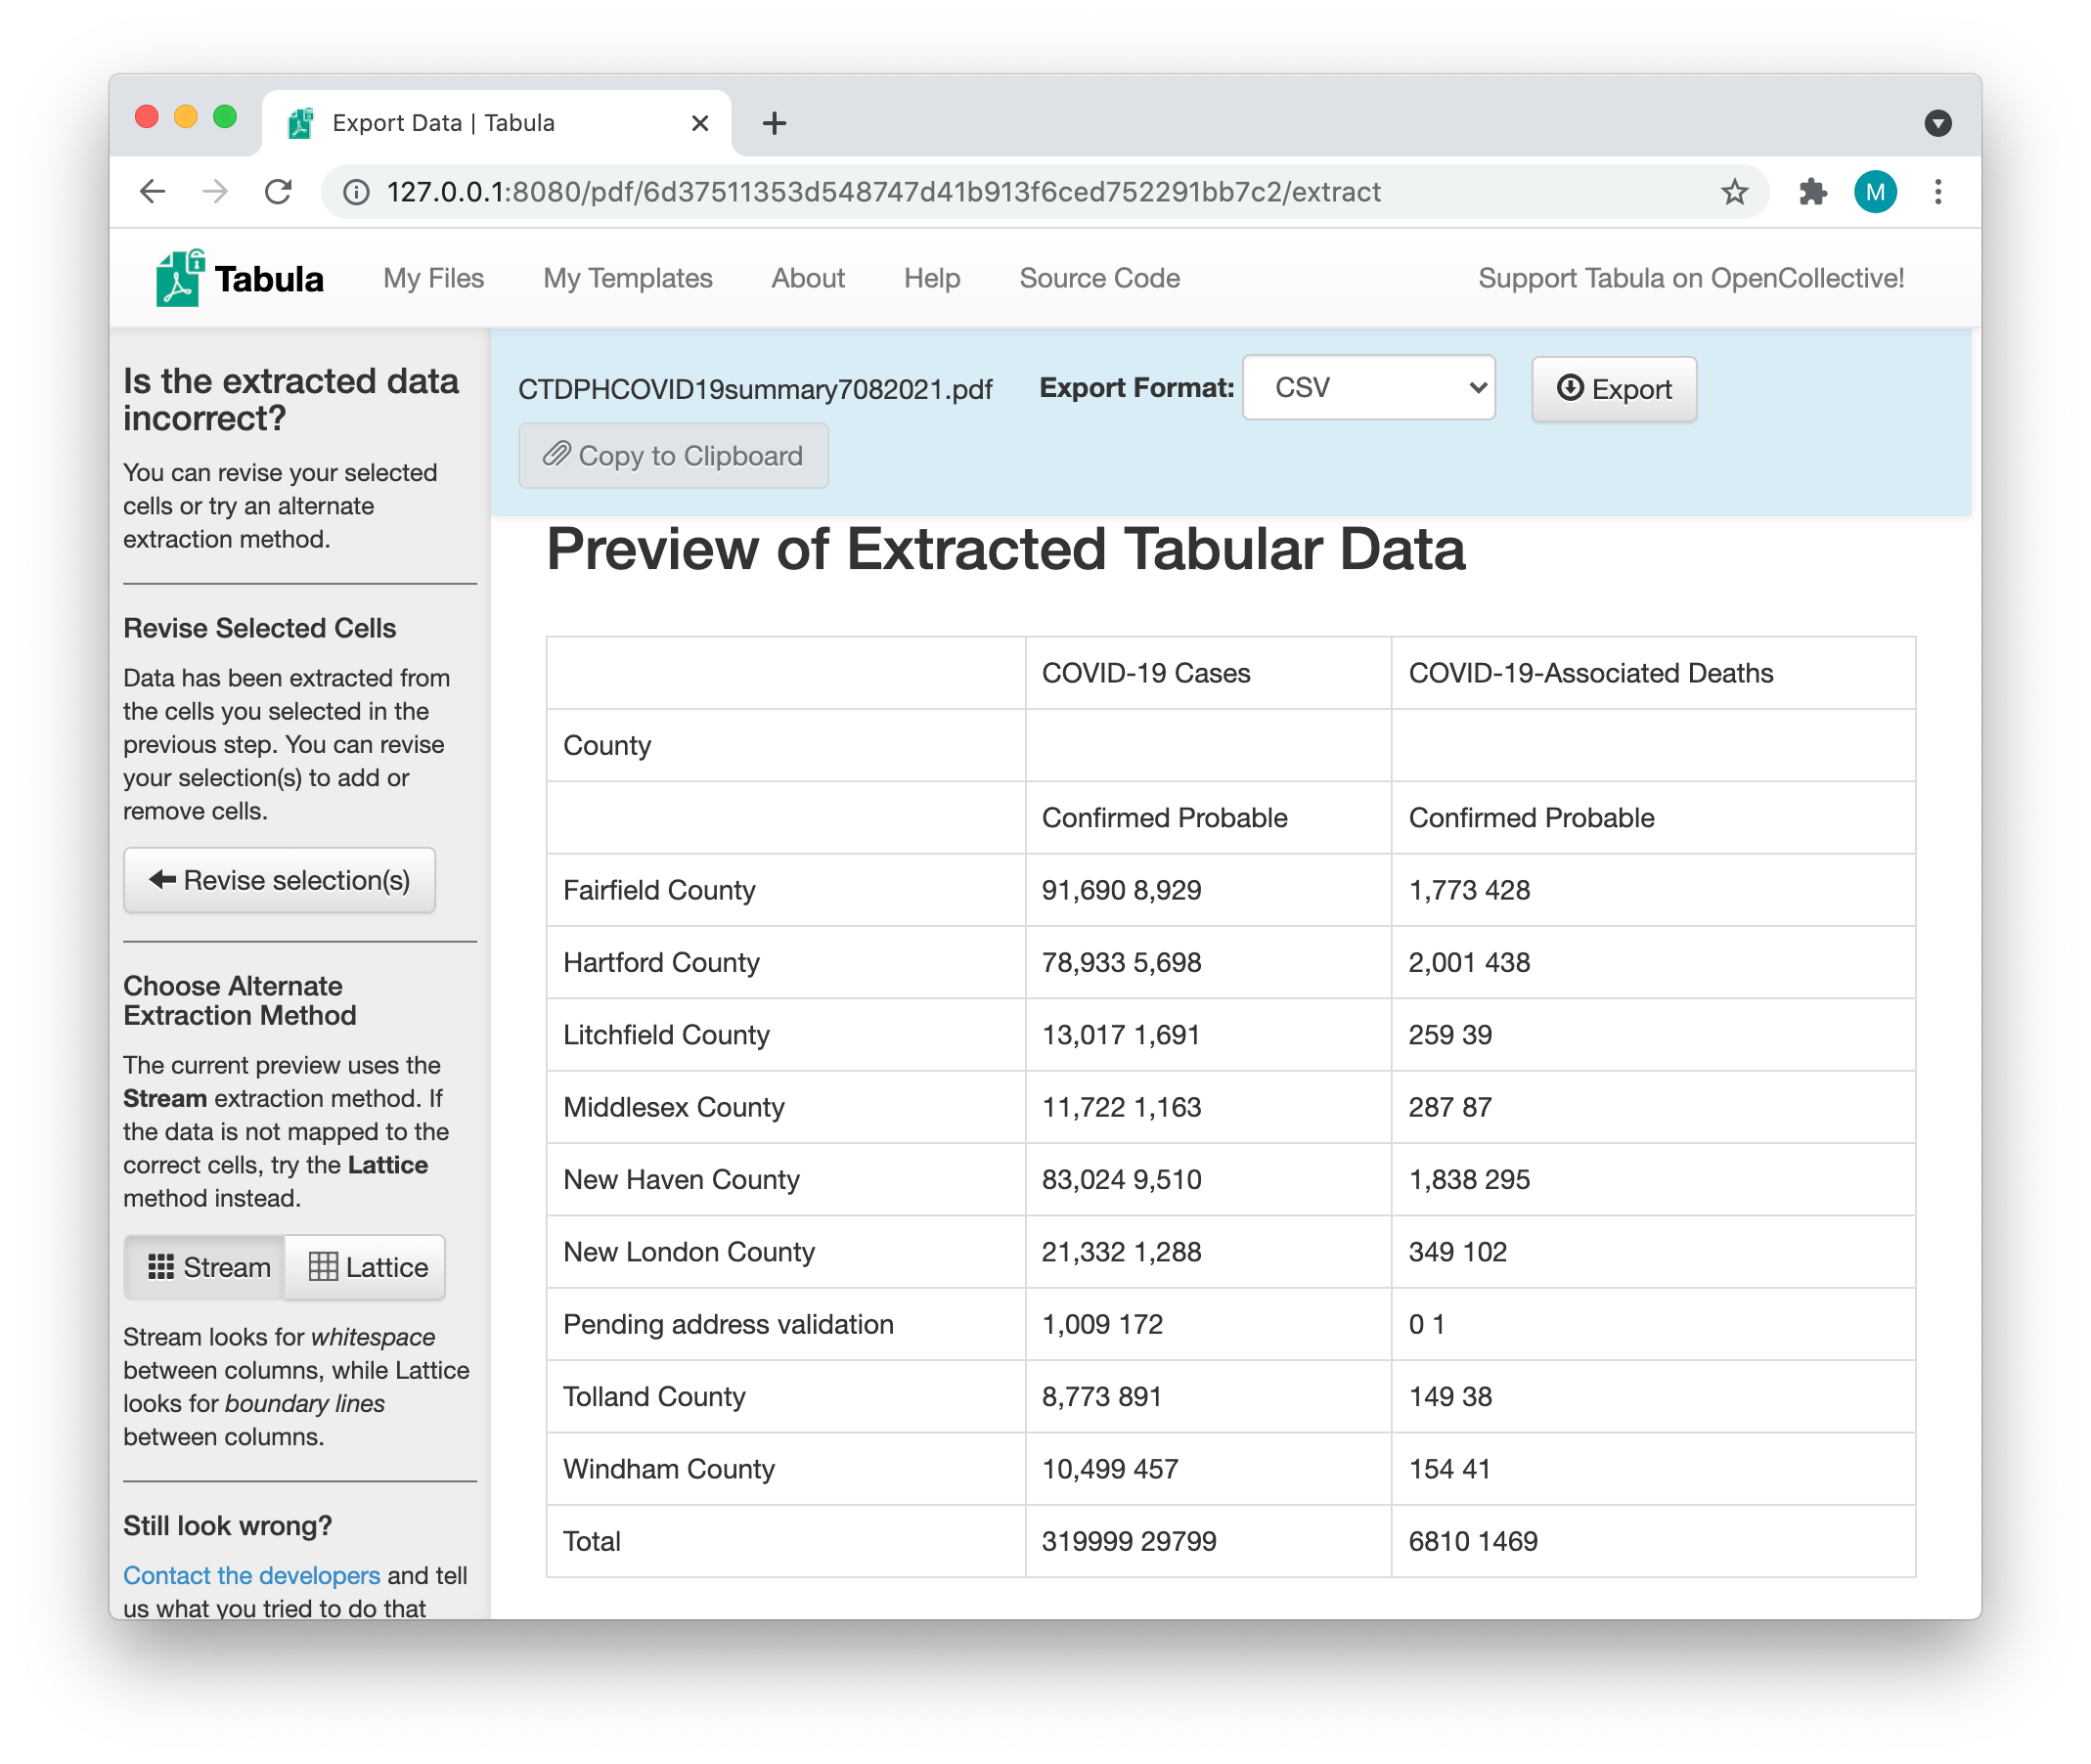 Export Data | Tabula
127.0.0.1:8080/pdf/6d37511353d548747d41b913f6ced752291bb7c2/extract
M
Tabula My Files My Templates About Help Source Code Support Tabula on OpenCollective!
Is the extracted data
incorrect?
You can revise your selected
cells or try an alternate
extraction method.
Revise Selected Cells
Data has been extracted from
the cells you selected in the
previous step. You can revise
your selection(s) to add or
remove cells.
Revise selection(s)
Choose Alternate
Extraction Method
The current preview uses the
Stream extraction method. If
the data is not mapped to the
correct cells, try the Lattice
method instead.
Stream Lattice
Stream looks for whitespace
between columns, while Lattice
looks for boundary lines
between columns.
Still look wrong?
Contact the developers and tell
us what you tried to do that
CTDPHCOVID19summary7082021.pdf Export Format: CSV Export
Copy to Clipboard
Preview of Extracted Tabular Data
COVID-19 Cases COVID-19-Associated Deaths
County
Confirmed Probable Confirmed Probable
Fairfield County 91,690 8,929 1,773 428
Hartford County 78,933 5,698 2,001 438
Litchfield County 13,017 1,691 259 39
Middlesex County 11,722 1,163 287 87
New Haven County 83,024 9,510 1,838 295
New London County 21,332 1,288 349 102
Pending address validation 1,009 172 0 1
Tolland County 8,773 891 149 38
Windham County 10,499 457 154 41
Total 319999 29799 6810 1469